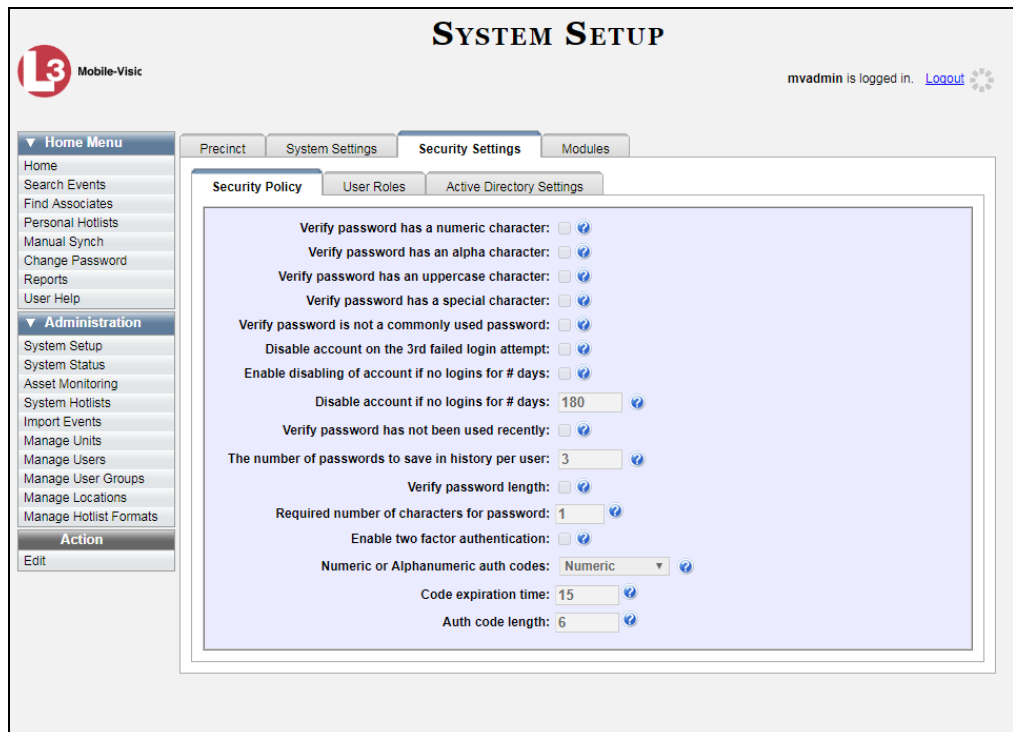 SYSTEM SETUP
L3 Mobile-Visic
mvadmin is logged in. Logout
▼ Home Menu
Home
Search Events
Find Associates
Personal Hotlists
Manual Synch
Change Password
Reports
User Help
▼ Administration
System Setup
System Status
Asset Monitoring
System Hotlists
Import Events
Manage Units
Manage Users
Manage User Groups
Manage Locations
Manage Hotlist Formats
Action
Edit
Precinct System Settings Security Settings Modules
Security Policy User Roles Active Directory Settings
Verify password has a numeric character: ?
Verify password has an alpha character: ?
Verify password has an uppercase character: ?
Verify password has a special character: ?
Verify password is not a commonly used password: ?
Disable account on the 3rd failed login attempt: ?
Enable disabling of account if no logins for # days: ?
Disable account if no logins for # days: 180 ?
Verify password has not been used recently: ?
The number of passwords to save in history per user: 3 ?
Verify password length: ?
Required number of characters for password: 1 ?
Enable two factor authentication: ?
Numeric or Alphanumeric auth codes: Numeric ▼ ?
Code expiration time: 15 ?
Auth code length: 6 ?